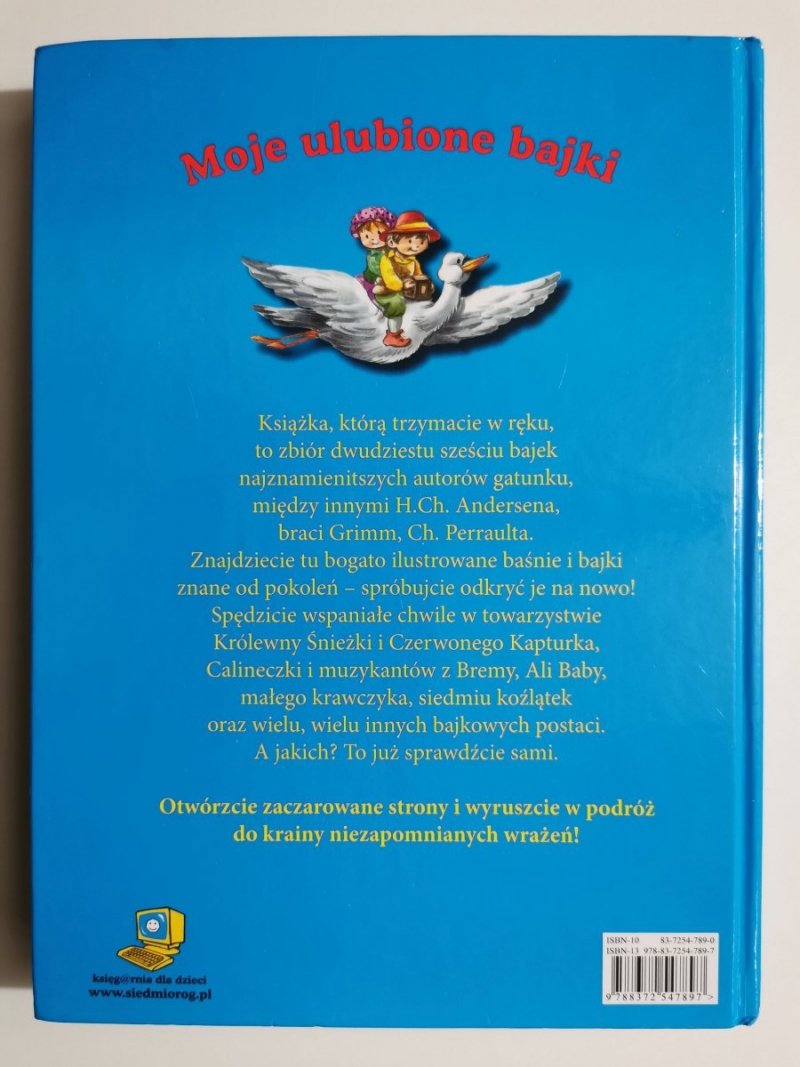 Moje ulubione bajki
Książka, którą trzymacie w ręku,
to zbiór dwudziestu sześciu bajek
najznamienitszych autorów gatunku,
między innymi H.Ch. Andersena,
braci Grimm, Ch. Perraulta.
Znajdziecie tu bogato ilustrowane baśnie i bajki
znane od pokoleń – spróbujcie odkryć je na nowo!
Spędzicie wspaniałe chwile w towarzystwie
Królewny Śnieżki i Czerwonego Kapturka,
Calineczki i muzykantów z Bremy, Ali Baby,
małego krawczyka, siedmiu koźlątek
oraz wielu, wielu innych bajkowych postaci.
A jakich? To już sprawdźcie sami.
Otwórzcie zaczarowane strony i wyruszcie w podróż
do krainy niezapomnianych wrażeń!
księg@rnia dla dzieci
www.siedmiorog.pl
ISBN-10 83-7254-789-0
ISBN-13 978-83-7254-789-7
9 788372 547897 >